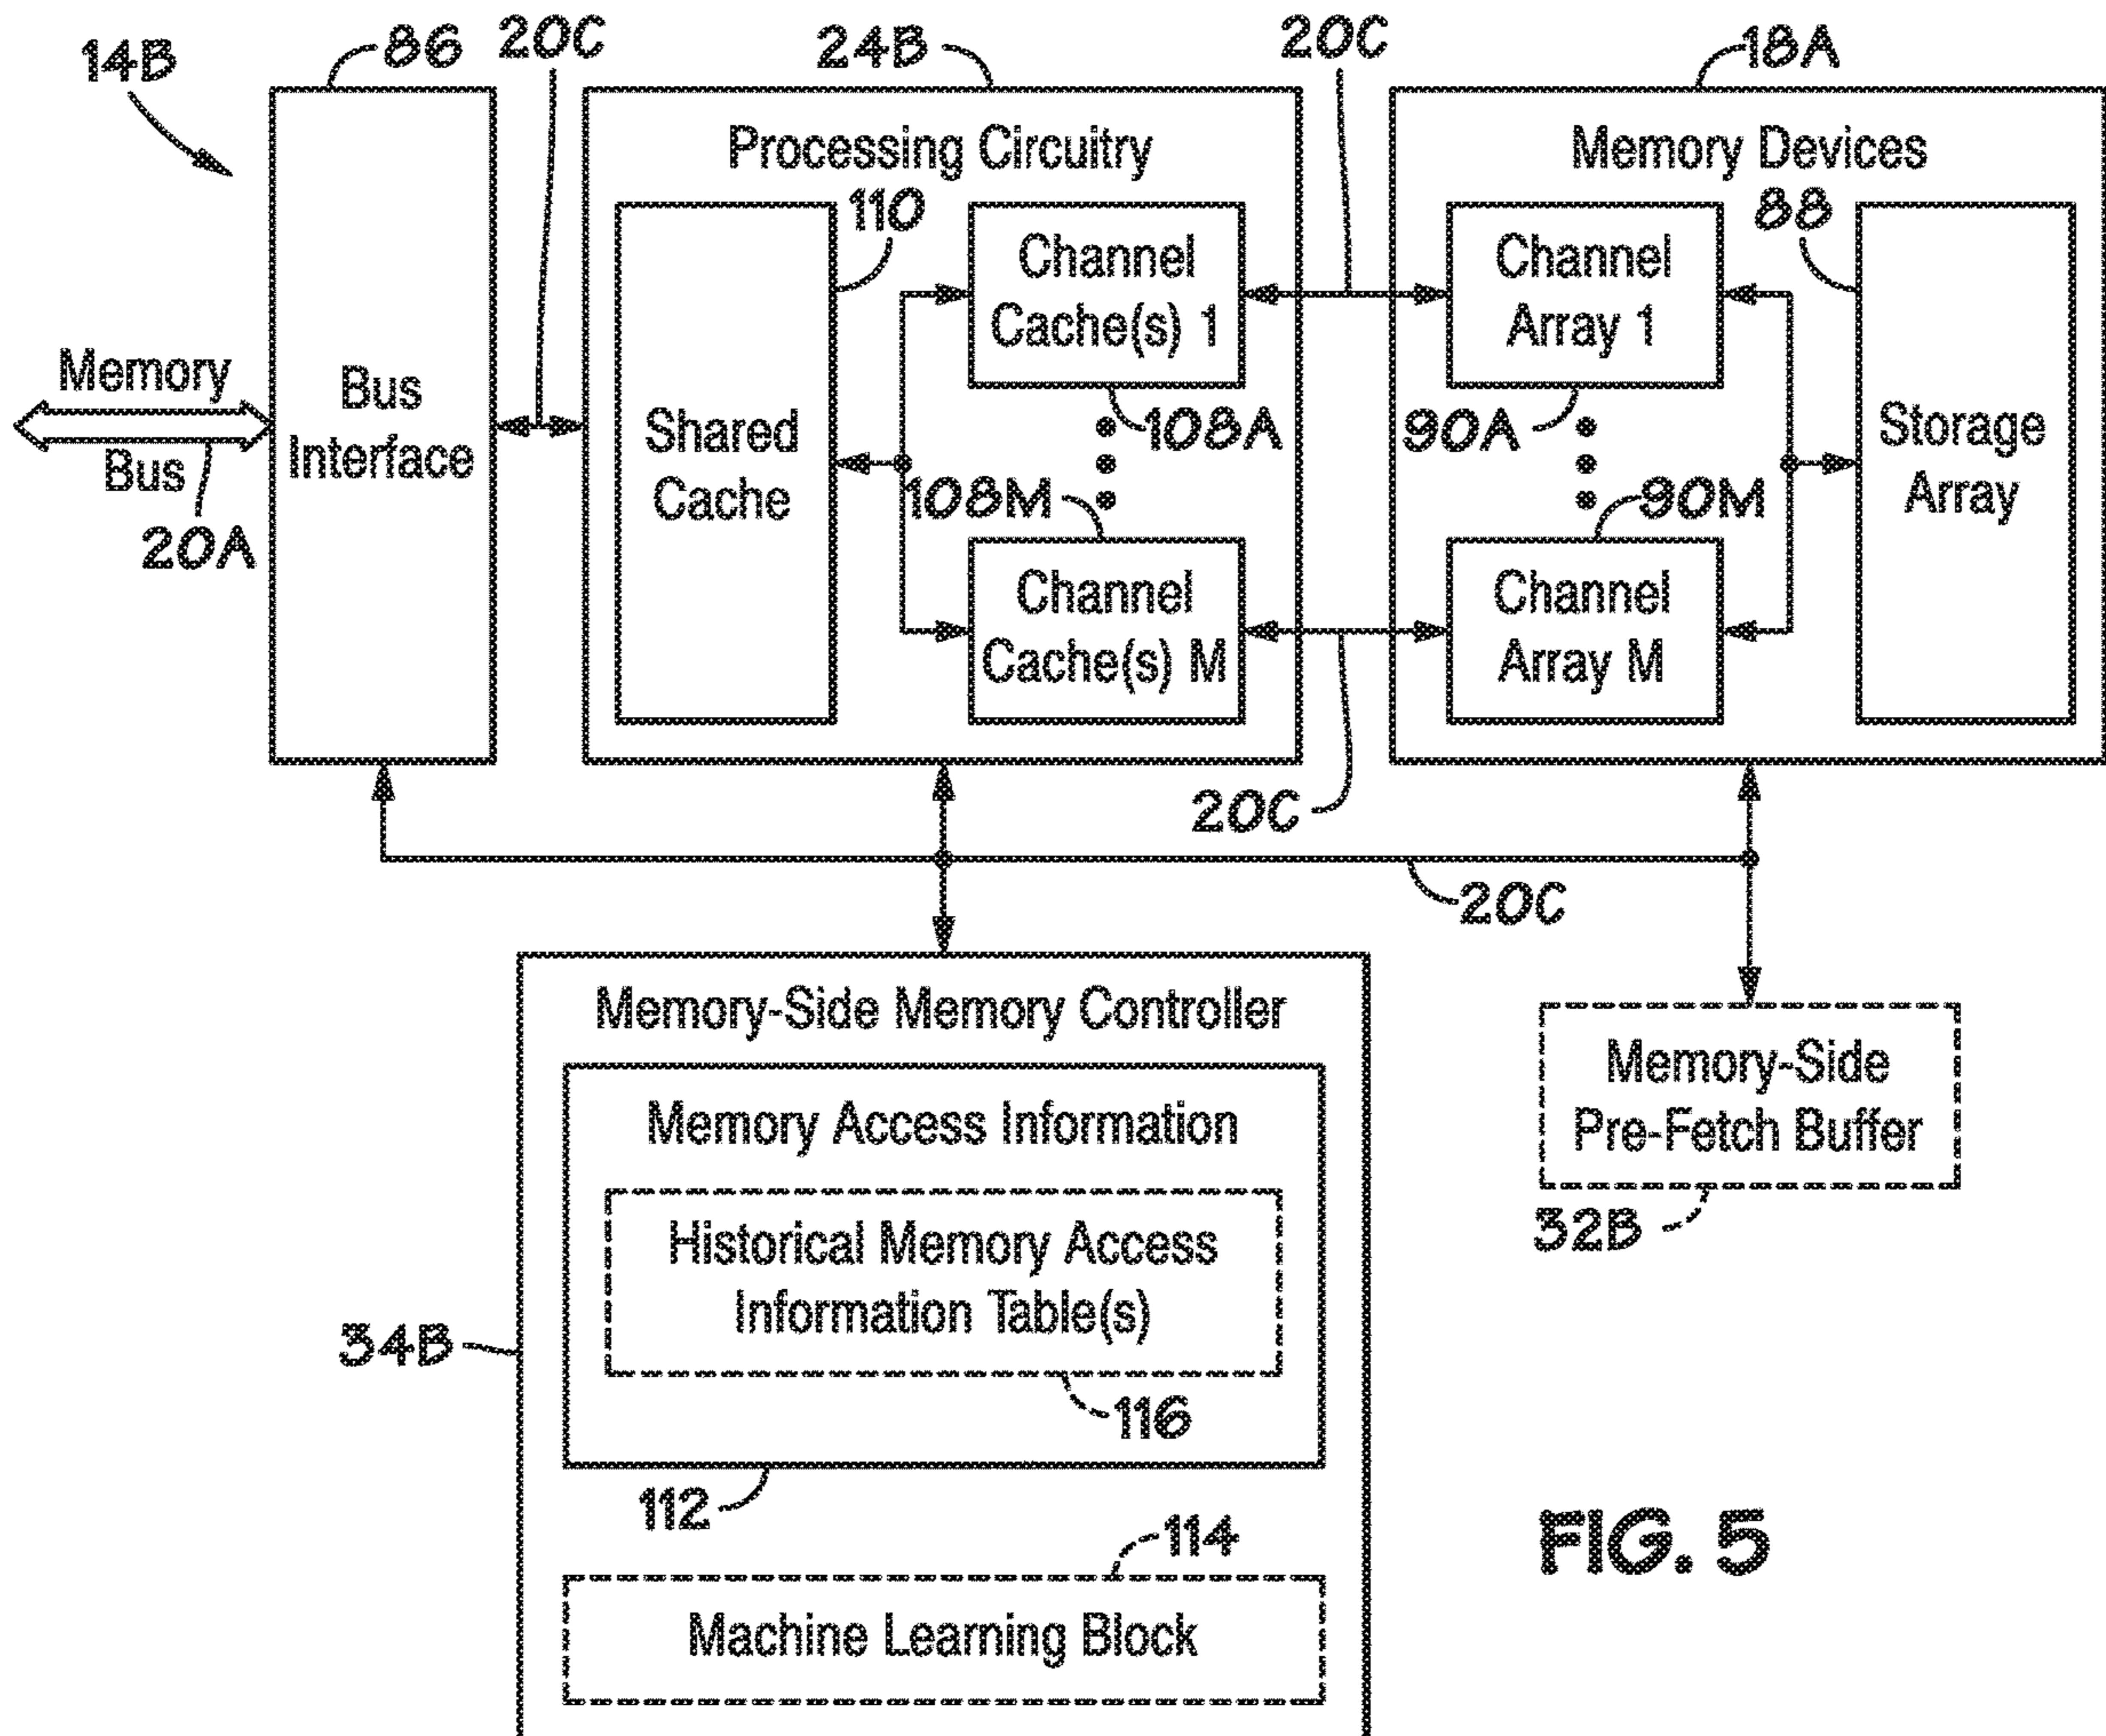 14B
86
20C
24B
20C
18A
Processing Circuitry
Memory Devices
110
88
Channel
Cache(s) 1
Channel
Array 1
Memory
Bus
20A
Bus
Interface
Shared
Cache
108A
90A
Storage
Array
108M
90M
Channel
Cache(s) M
Channel
Array M
20C
20C
Memory-Side Memory Controller
Memory-Side
Pre-Fetch Buffer
32B
Memory Access Information
Historical Memory Access
Information Table(s)
34B
116
112
114
Machine Learning Block
FIG. 5